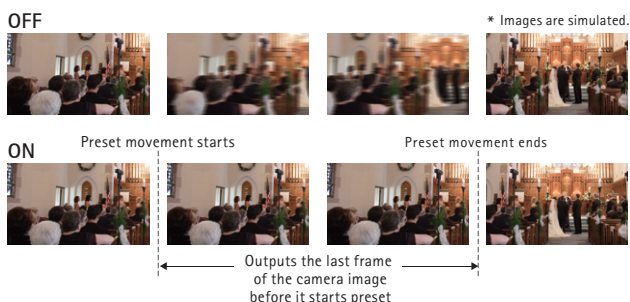 OFF
* Images are simulated.
Preset movement starts
Preset movement ends
ON
Outputs the last frame
of the camera image
before it starts preset